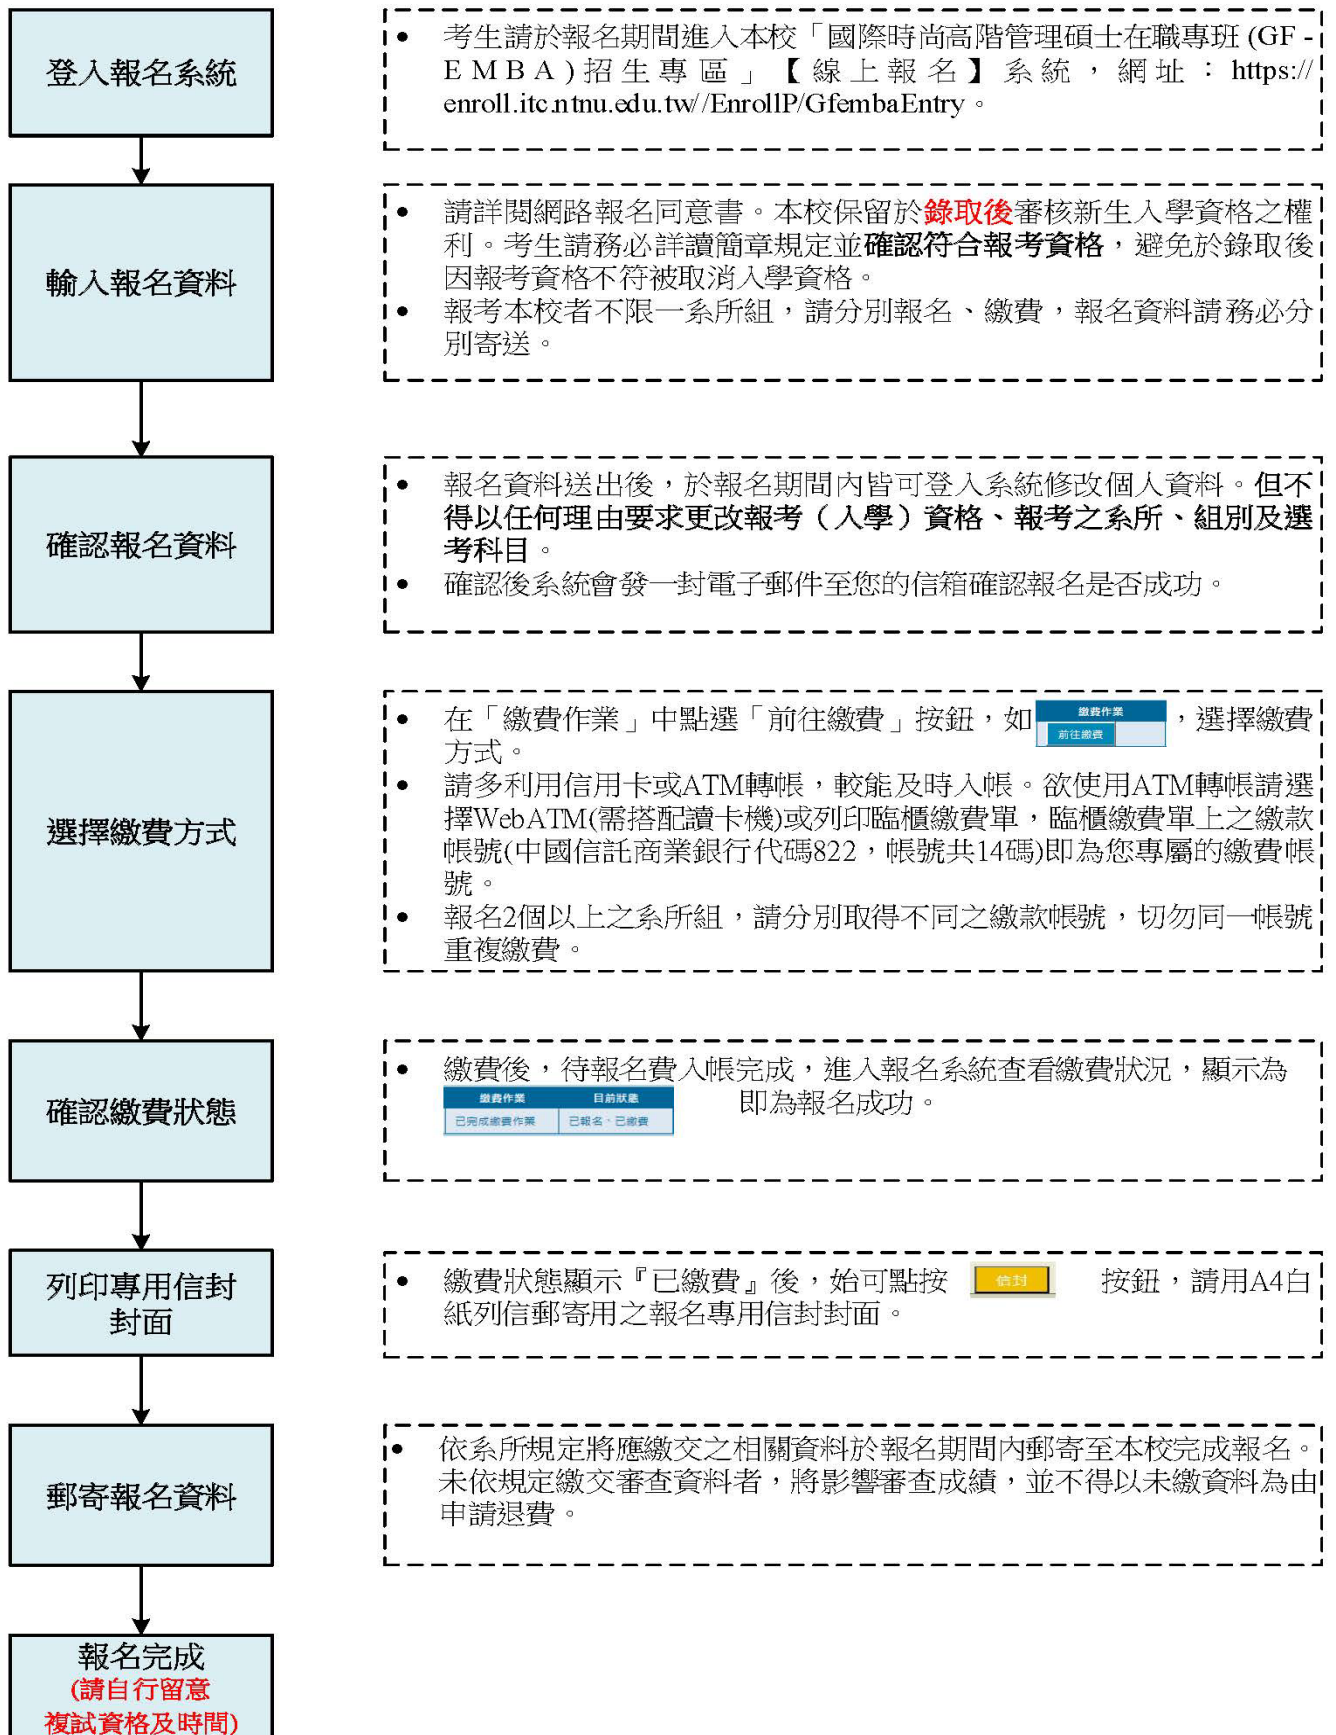 登入報名系統
• 考生請於報名期間進入本校「國際時尚高階管理碩士在職專班 (GF -
EMBA)招生專區」【線上報名】系統，網址：https://
enroll.itc.ntnu.edu.tw//EnrollP/GfembaEntry。
輸入報名資料
• 請詳閱網路報名同意書。本校保留於錄取後審核新生入學資格之權
利。考生請務必詳讀簡章規定並確認符合報考資格，避免於錄取後
因報考資格不符被取消入學資格。
• 報考本校者不限一系所組，請分別報名、繳費，報名資料請務必分
別寄送。
確認報名資料
• 報名資料送出後，於報名期間內皆可登入系統修改個人資料。但不
得以任何理由要求更改報考（入學）資格、報考之系所、組別及選
考科目。
• 確認後系統會發一封電子郵件至您的信箱確認報名是否成功。
選擇繳費方式
• 在「繳費作業」中點選「前往繳費」按鈕，如 繳費作業 前往繳費 ，選擇繳費
方式。
• 請多利用信用卡或ATM轉帳，較能及時入帳。欲使用ATM轉帳請選
擇WebATM(需搭配讀卡機)或列印臨櫃繳費單，臨櫃繳費單上之繳款
帳號(中國信託商業銀行代碼822，帳號共14碼)即為您專屬的繳費帳
號。
• 報名2個以上之系所組，請分別取得不同之繳款帳號，切勿同一帳號
重複繳費。
確認繳費狀態
• 繳費後，待報名費入帳完成，進入報名系統查看繳費狀況，顯示為
繳費作業 目前狀態 即為報名成功。
已完成繳費作業 已報名、已繳費
列印專用信封
封面
• 繳費狀態顯示『已繳費』後，始可點按 信封 按鈕，請用A4白
紙列信郵寄用之報名專用信封封面。
郵寄報名資料
• 依系所規定將應繳交之相關資料於報名期間內郵寄至本校完成報名。
未依規定繳交審查資料者，將影響審查成績，並不得以未繳資料為由
申請退費。
報名完成
(請自行留意
複試資格及時間)